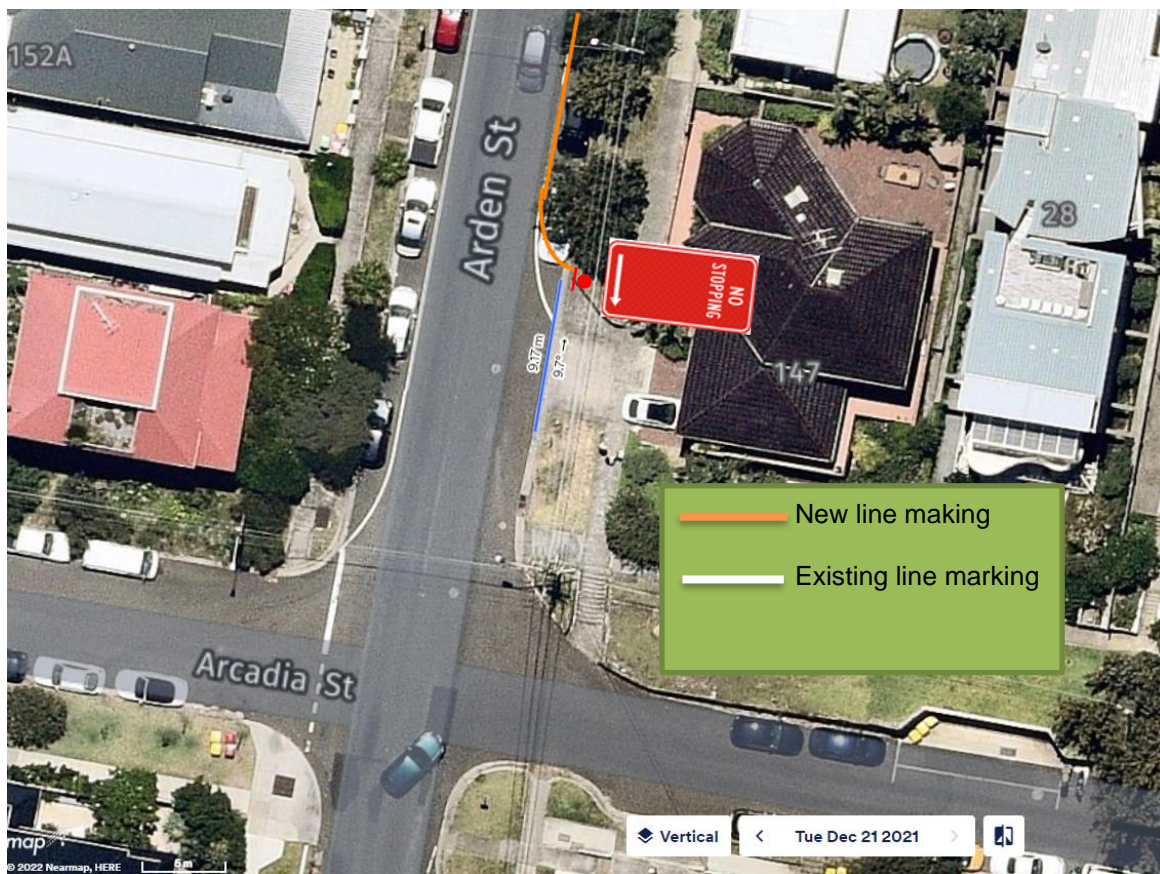 152A
Arden St
28
NO
STOPPING
9.17 m
9.7° →
147
New line making
Existing line marking
Arcadia St
Vertical
Tue Dec 21 2021
map
© 2022 Nearmap, HERE
5 m